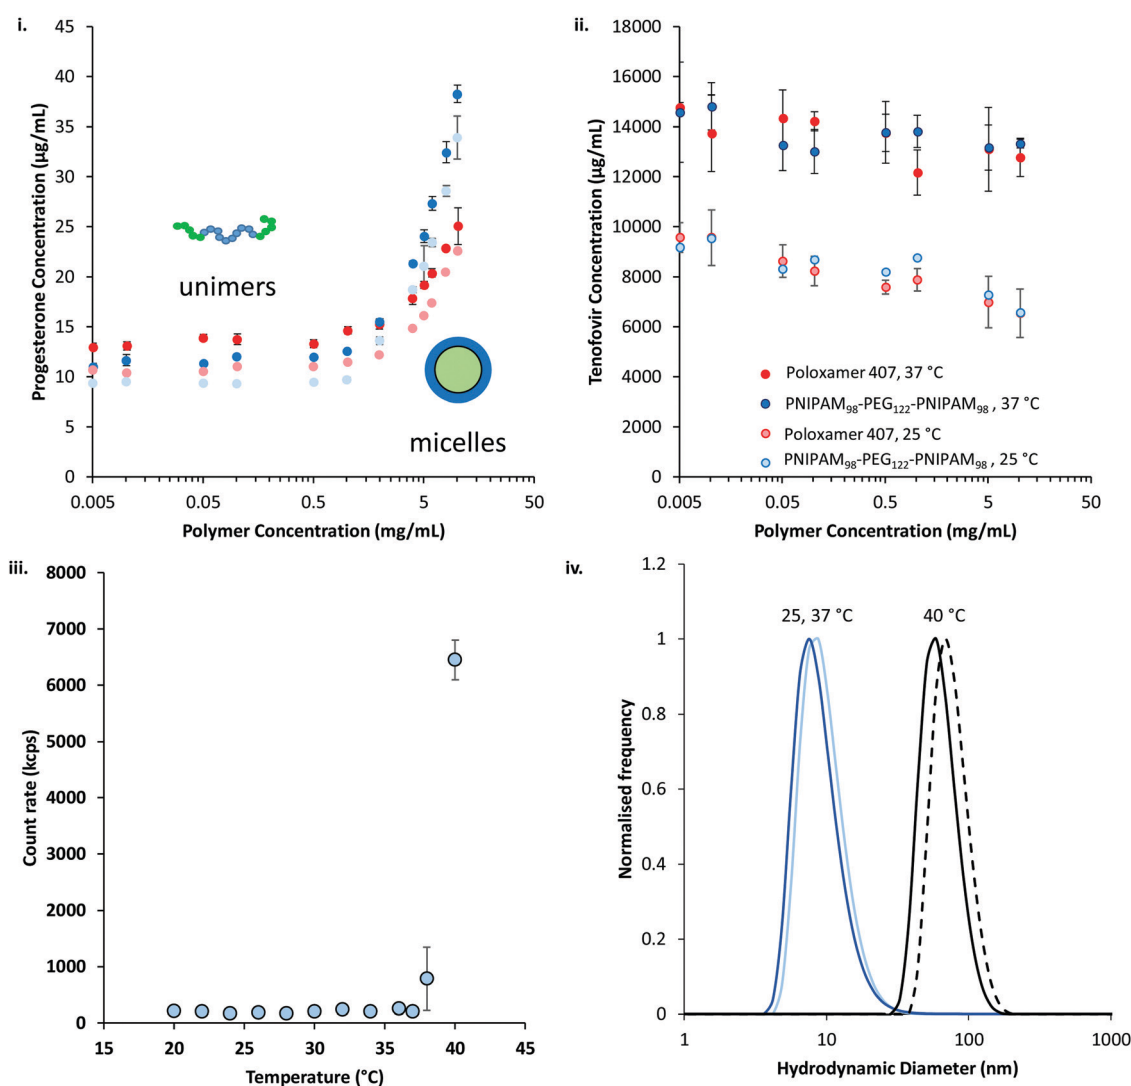 i.
Progesterone Concentration (µg/mL)
45
40
35
30
25
20
15
10
5
0
unimers
micelles
0.005
0.05
0.5
5
50
Polymer Concentration (mg/mL)
ii.
Tenofovir Concentration (µg/mL)
18000
16000
14000
12000
10000
8000
6000
4000
2000
0
Poloxamer 407, 37 °C
PNIPAM98-PEG122-PNIPAM98 , 37 °C
Poloxamer 407, 25 °C
PNIPAM98-PEG122-PNIPAM98 , 25 °C
0.005
0.05
0.5
5
50
Polymer Concentration (mg/mL)
iii.
Count rate (kcps)
8000
7000
6000
5000
4000
3000
2000
1000
0
15
20
25
30
35
40
45
Temperature (°C)
iv.
Normalised frequency
1.2
1
0.8
0.6
0.4
0.2
0
25, 37 °C
40 °C
1
10
100
1000
Hydrodynamic Diameter (nm)